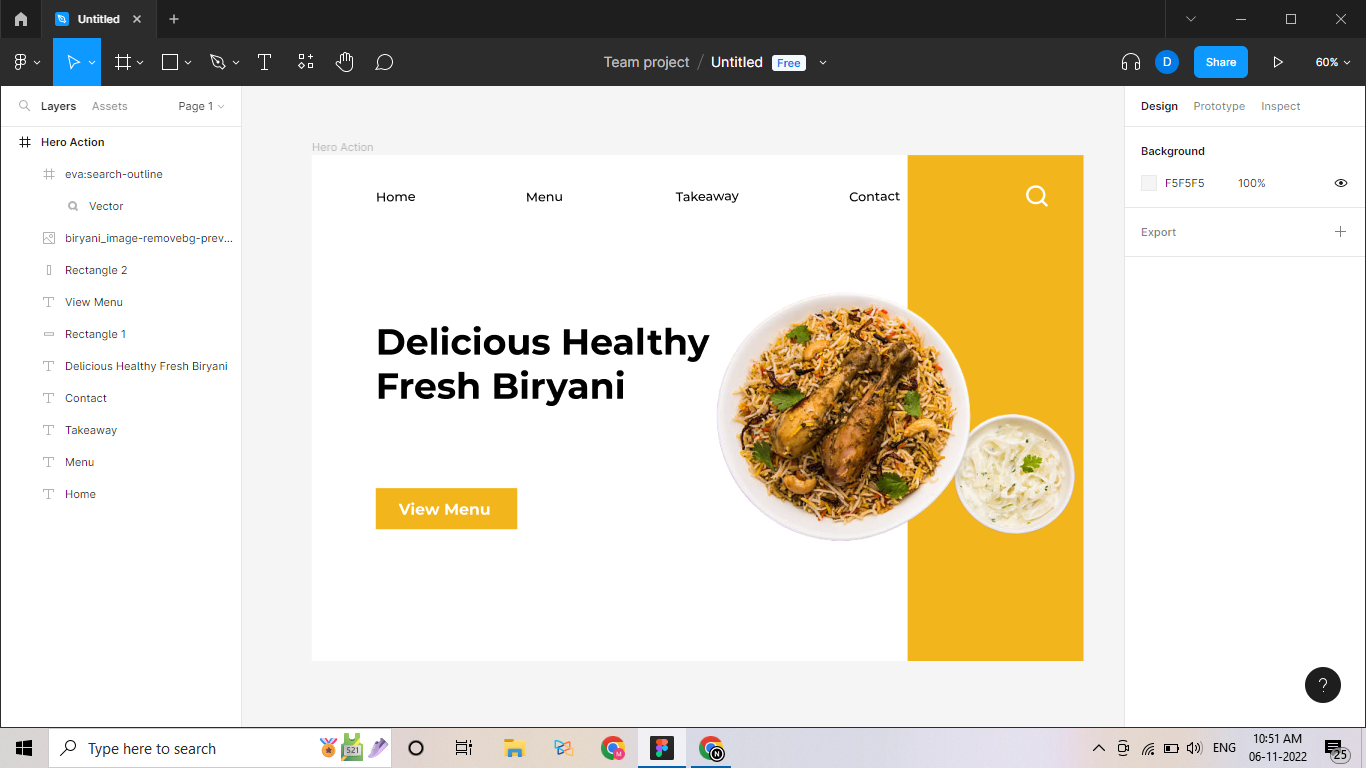 Untitled
Team project / Untitled Free
D
Share
60%
Layers Assets Page 1
Hero Action
eva:search-outline
Vector
biryani_image-removebg-prev...
Rectangle 2
View Menu
Rectangle 1
Delicious Healthy Fresh Biryani
Contact
Takeaway
Menu
Home
Hero Action
Home Menu Takeaway Contact
Delicious Healthy
Fresh Biryani
View Menu
Design Prototype Inspect
Background
F5F5F5 100%
Export
?
Type here to search
521
M
N
ENG
10:51 AM
06-11-2022
25